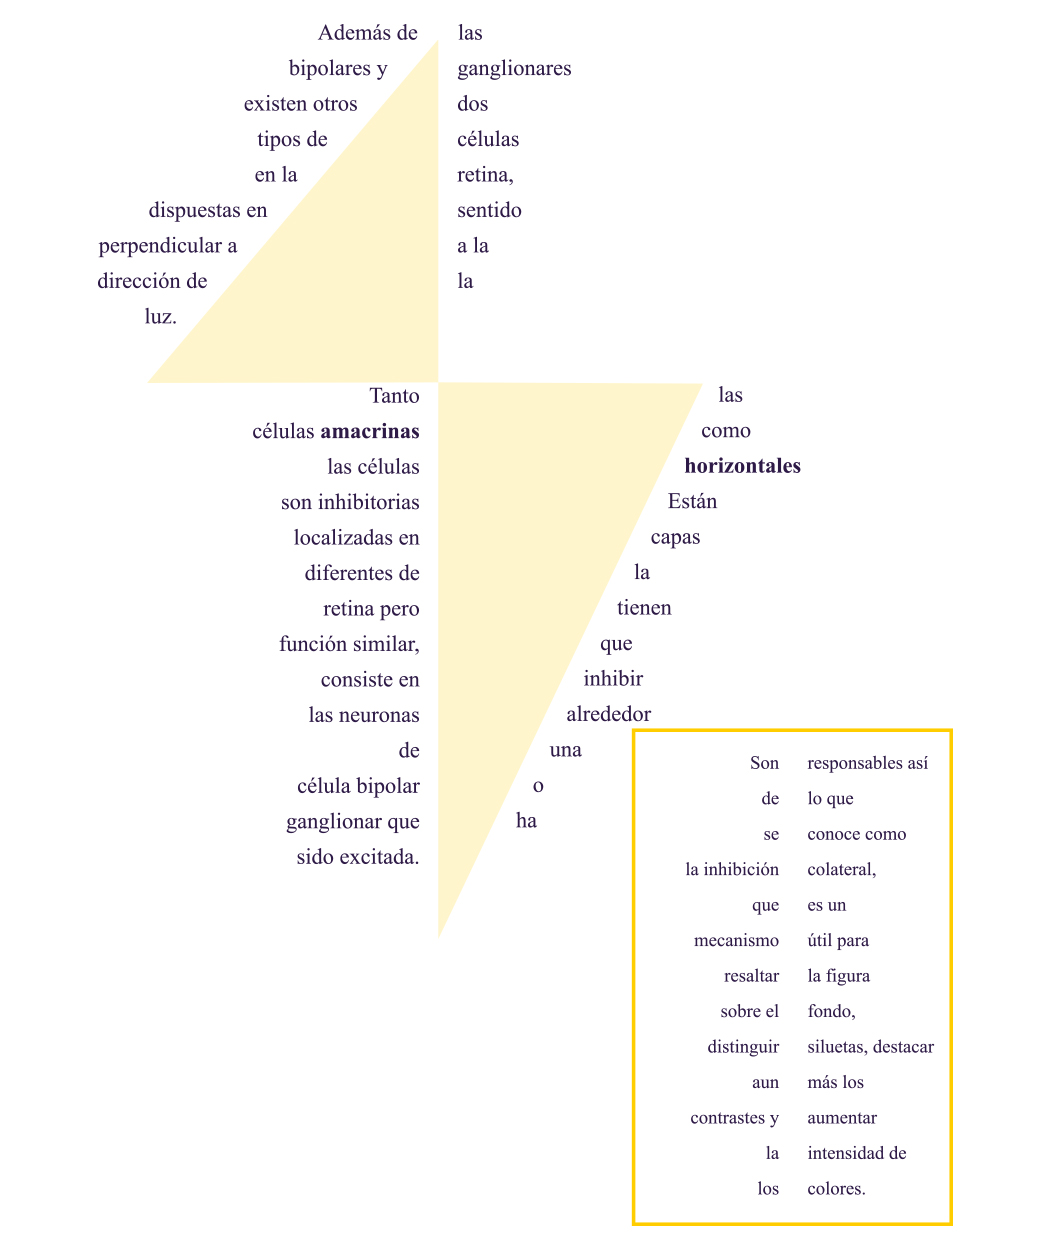 Además de las
bipolares y ganglionares
existen otros dos
tipos de células
en la retina,
dispuestas en sentido
perpendicular a a la
dirección de la
luz.
Tanto las
células amacrinas como
las células horizontales
son inhibitorias Están
localizadas en capas
diferentes de la
retina pero tienen
función similar, que
consiste en inhibir
las neuronas alrededor
de una
célula bipolar o
ganglionar que ha
sido excitada.
Son responsables así
de lo que
se conoce como
la inhibición colateral,
que es un
mecanismo útil para
resaltar la figura
sobre el fondo,
distinguir siluetas, destacar
aun más los
contrastes y aumentar
la intensidad de
los colores.